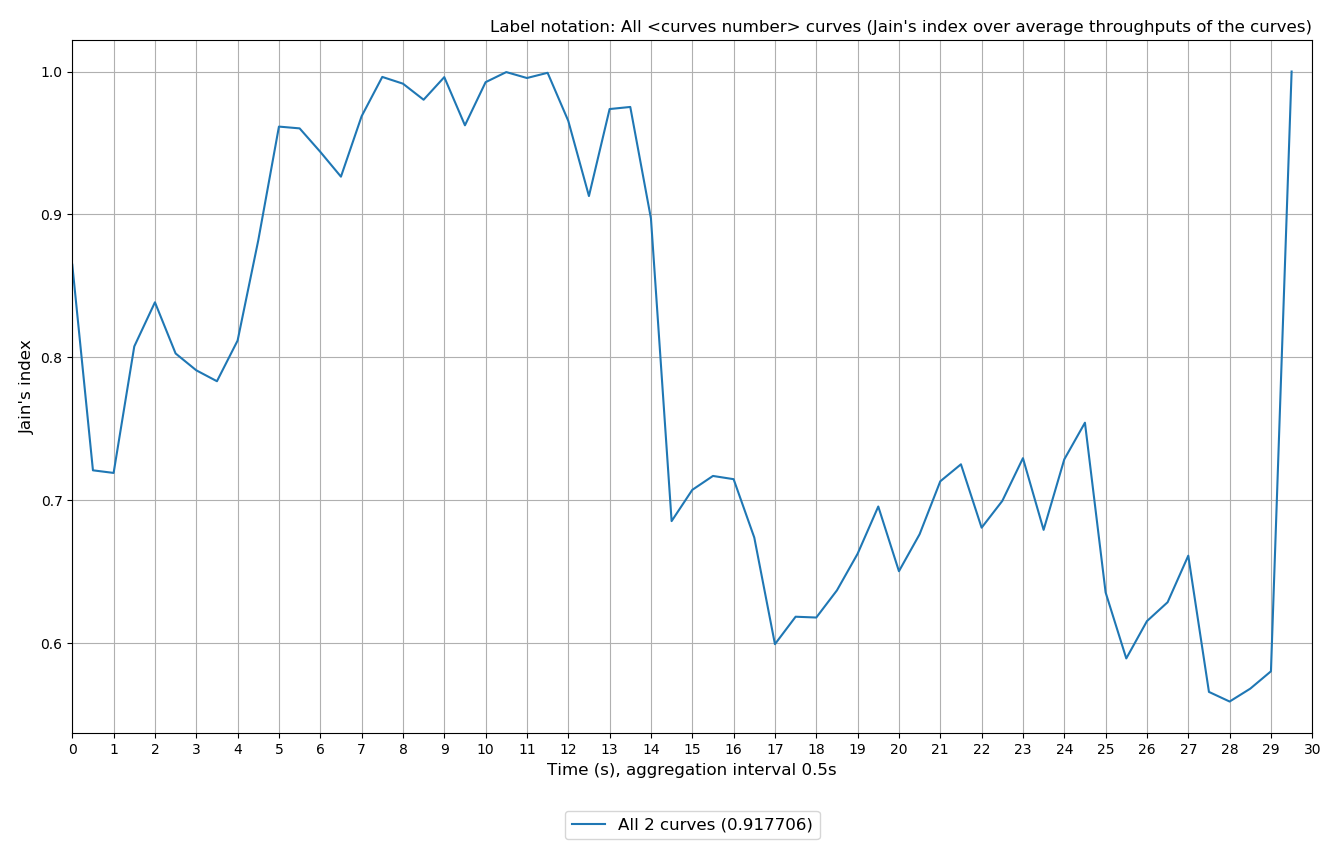 Label notation: All <curves number> curves (Jain's index over average throughputs of the curves)
1.0
0.9
0.8
0.7
0.6
Jain's index
0 1 2 3 4 5 6 7 8 9 10 11 12 13 14 15 16 17 18 19 20 21 22 23 24 25 26 27 28 29 30
Time (s), aggregation interval 0.5s
All 2 curves (0.917706)